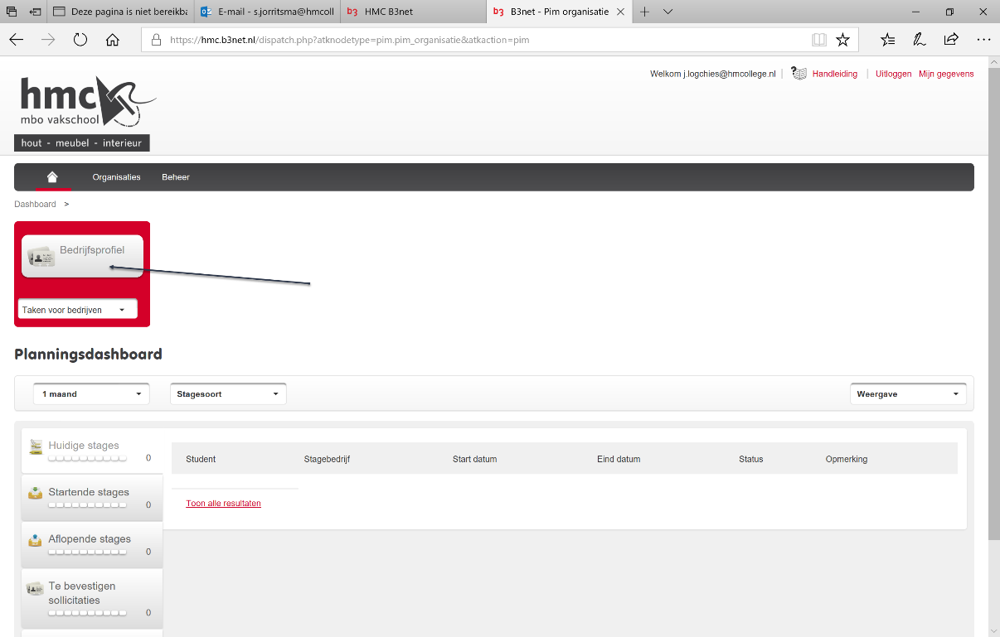 Deze pagina is niet bereikba
E-mail - s.jorritsma@hmcoll
b3 HMC B3net
b3 B3net - Pim organisatie
https://hmc.b3net.nl/dispatch.php?atknodetype=pim.pim_organisatie&atkaction=pim
Welkom j.logchies@hmcollege.nl | Handleiding | Uitloggen Mijn gegevens
hmc
mbo vakschool
hout - meubel - interieur
Organisaties Beheer
Dashboard >
Bedrijfsprofiel
Taken voor bedrijven
Planningsdashboard
1 maand Stagesoort Weergave
Huidige stages
0
Student Stagebedrijf Start datum Eind datum Status Opmerking
Toon alle resultaten
Startende stages
0
Aflopende stages
0
Te bevestigen
sollicitaties
0